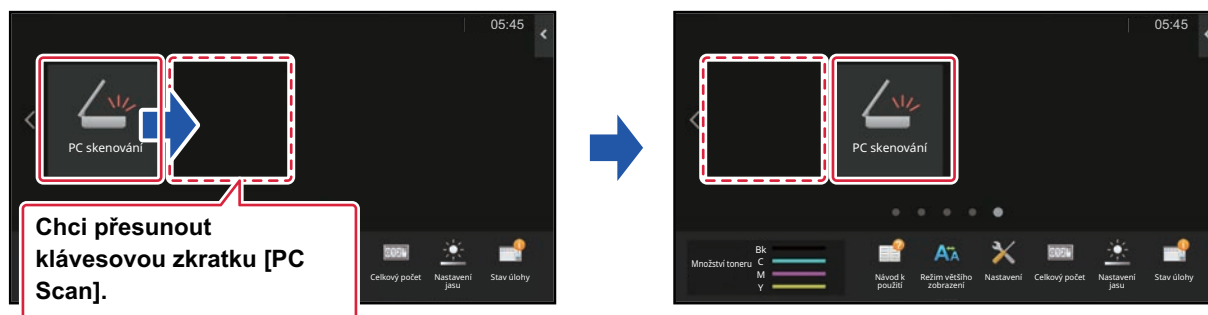 05:45
PC skenování
Chci přesunout
klávesovou zkratku [PC
Scan].
Celkový počet
Nastavení
jasu
Stav úlohy
05:45
PC skenování
Množství toneru
Bk
C
M
Y
Návod k
použití
Režim většího
zobrazení
Nastavení
Celkový počet
Nastavení
jasu
Stav úlohy